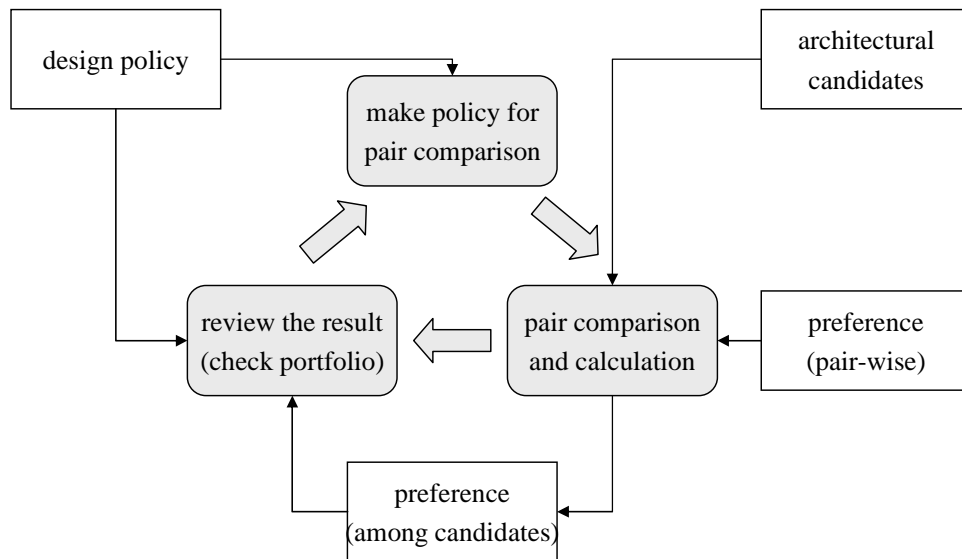 design policy
architectural
candidates
make policy for
pair comparison
review the result
(check portfolio)
pair comparison
and calculation
preference
(pair-wise)
preference
(among candidates)